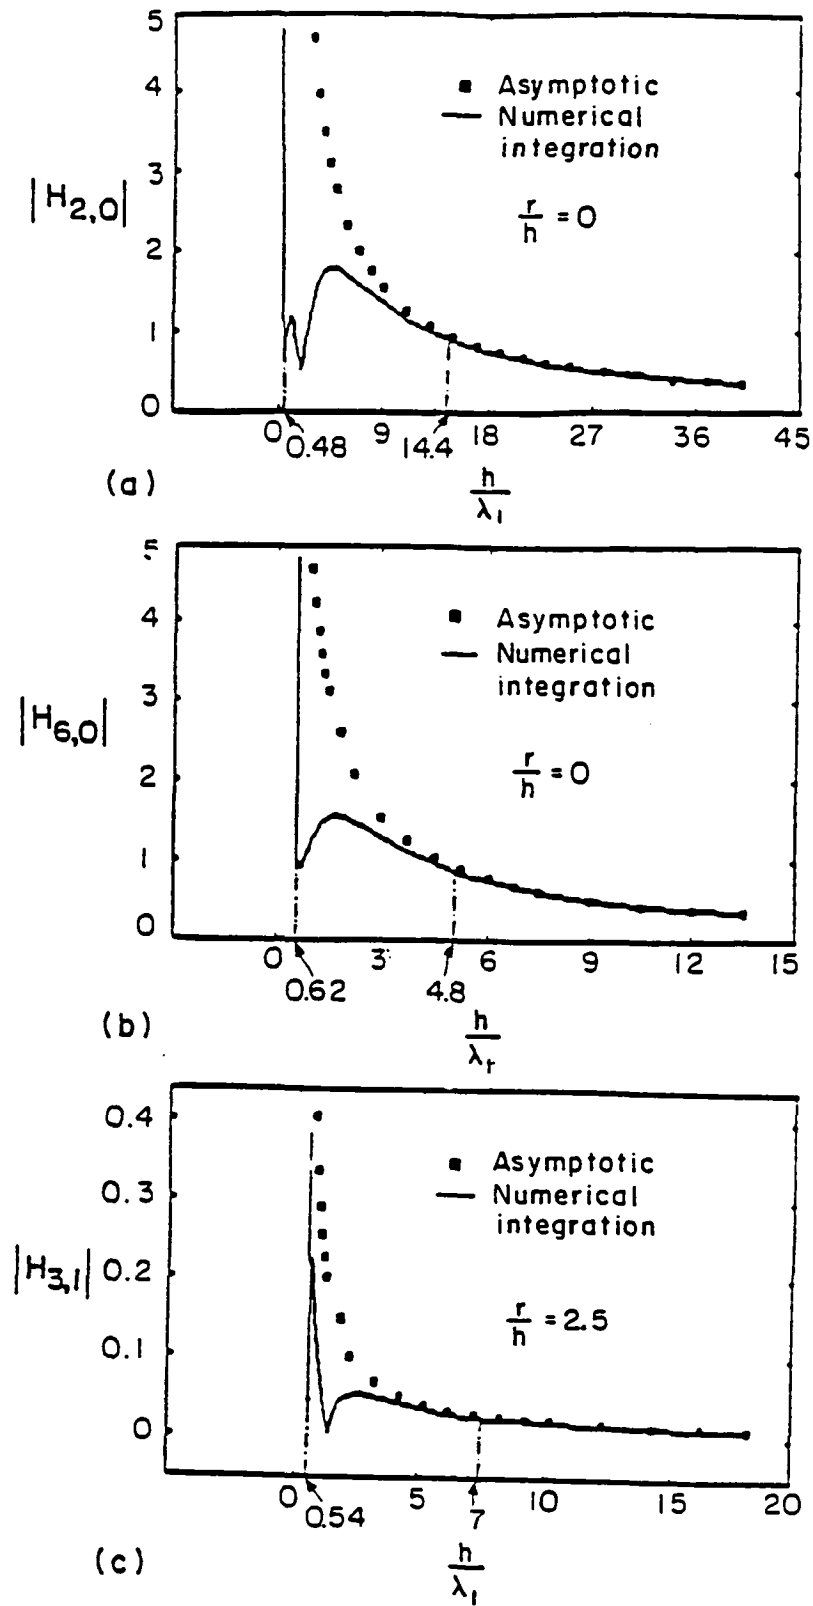 5
4
3
2
1
0
|H2,0|
■ Asymptotic
— Numerical
integration
r/h = 0
0 0.48 9 14.4 18 27 36 45
(a)
h/λ1
5
4
3
2
1
0
|H6,0|
■ Asymptotic
— Numerical
integration
r/h = 0
0 0.62 3 4.8 6 9 12 15
(b)
h
0.4
0.3
0.2
0.1
0
|H3,1|
■ Asymptotic
— Numerical
integration
r/h = 2.5
0 0.54 5 7 10 15 20
(c)
h/λ1